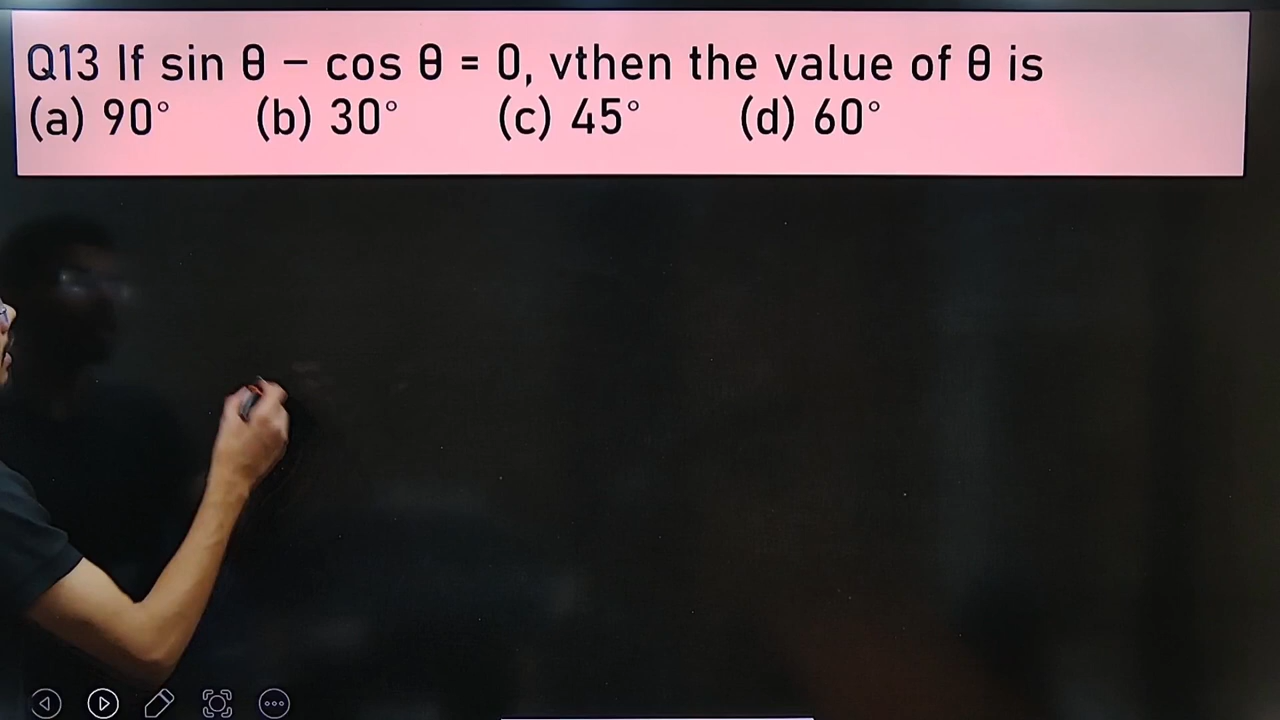 Q13 If sin θ − cos θ = 0, vthen the value of θ is
(a) 90° (b) 30° (c) 45° (d) 60°